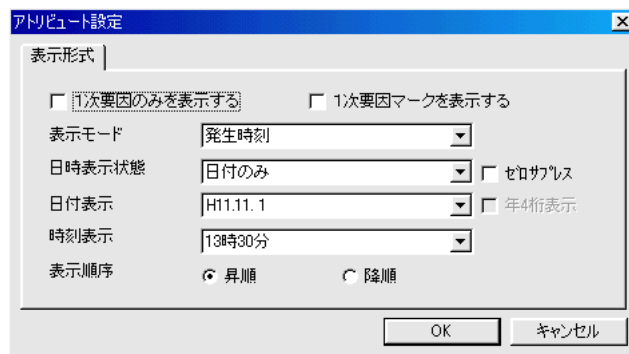 アトリビュート設定
表示形式
1次要因のみを表示する 1次要因マークを表示する
表示モード 発生時刻
日時表示状態 日付のみ ゼロサプレス
日付表示 H11.11. 1 年4桁表示
時刻表示 13時30分
表示順序 昇順 降順
OK キャンセル